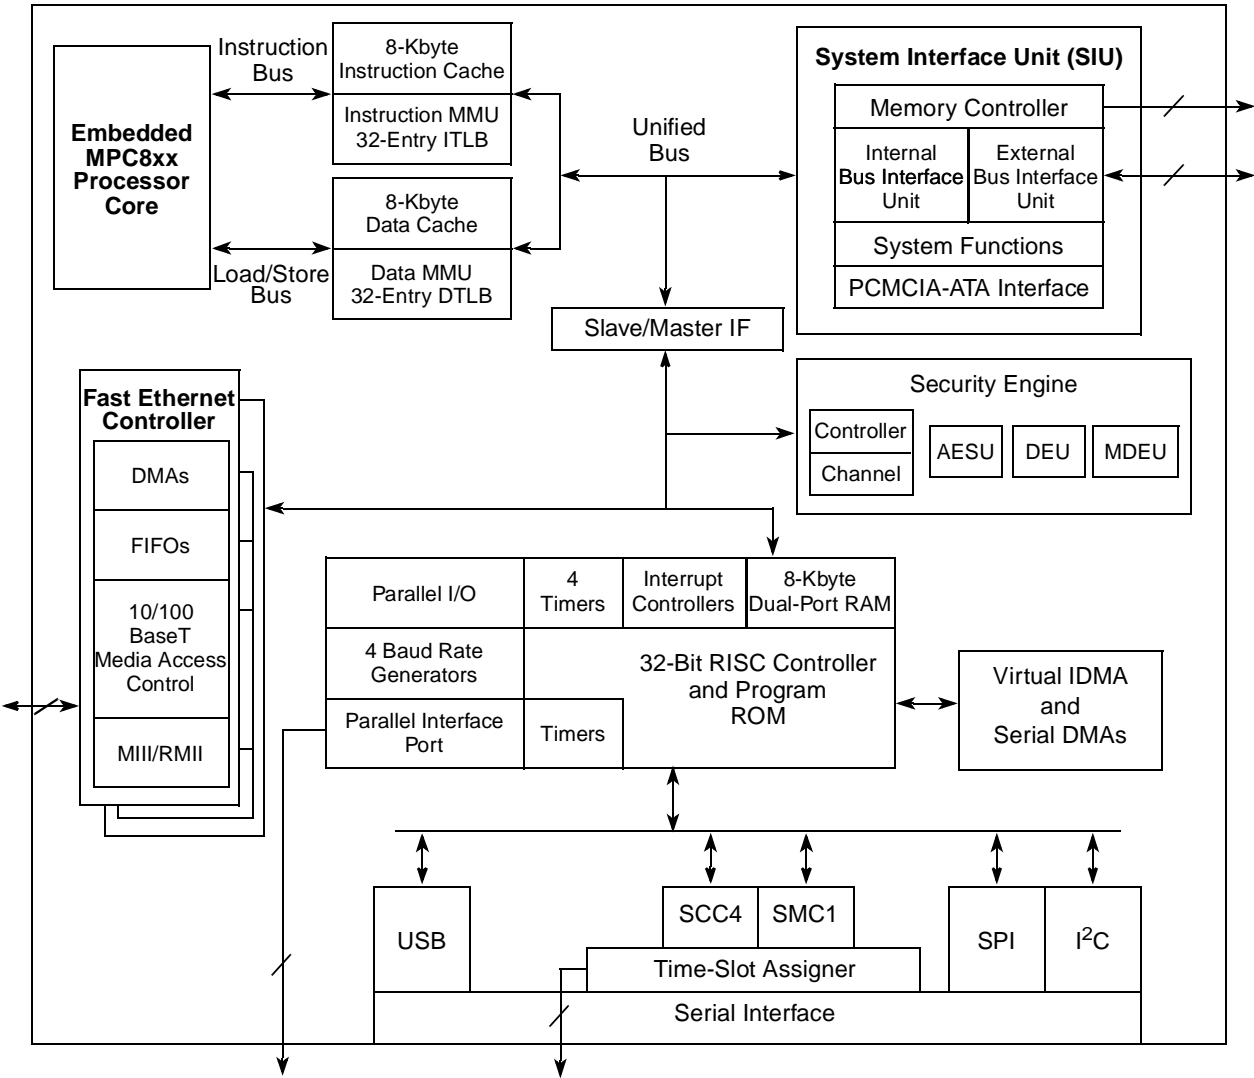 Instruction
Bus
8-Kbyte
Instruction Cache
Instruction MMU
32-Entry ITLB
Embedded
MPC8xx
Processor
Core
8-Kbyte
Data Cache
Data MMU
32-Entry DTLB
Load/Store
Bus
Unified
Bus
System Interface Unit (SIU)
Memory Controller
Internal
Bus Interface
Unit
External
Bus Interface
Unit
System Functions
PCMCIA-ATA Interface
Slave/Master IF
Security Engine
Controller
Channel
AESU
DEU
MDEU
Fast Ethernet
Controller
DMAs
FIFOs
10/100
BaseT
Media Access
Control
MIII/RMII
Parallel I/O
4
Timers
Interrupt
Controllers
8-Kbyte
Dual-Port RAM
4 Baud Rate
Generators
32-Bit RISC Controller
and Program
ROM
Parallel Interface
Port
Timers
Virtual IDMA
and
Serial DMAs
USB
SCC4
SMC1
SPI
I²C
Time-Slot Assigner
Serial Interface